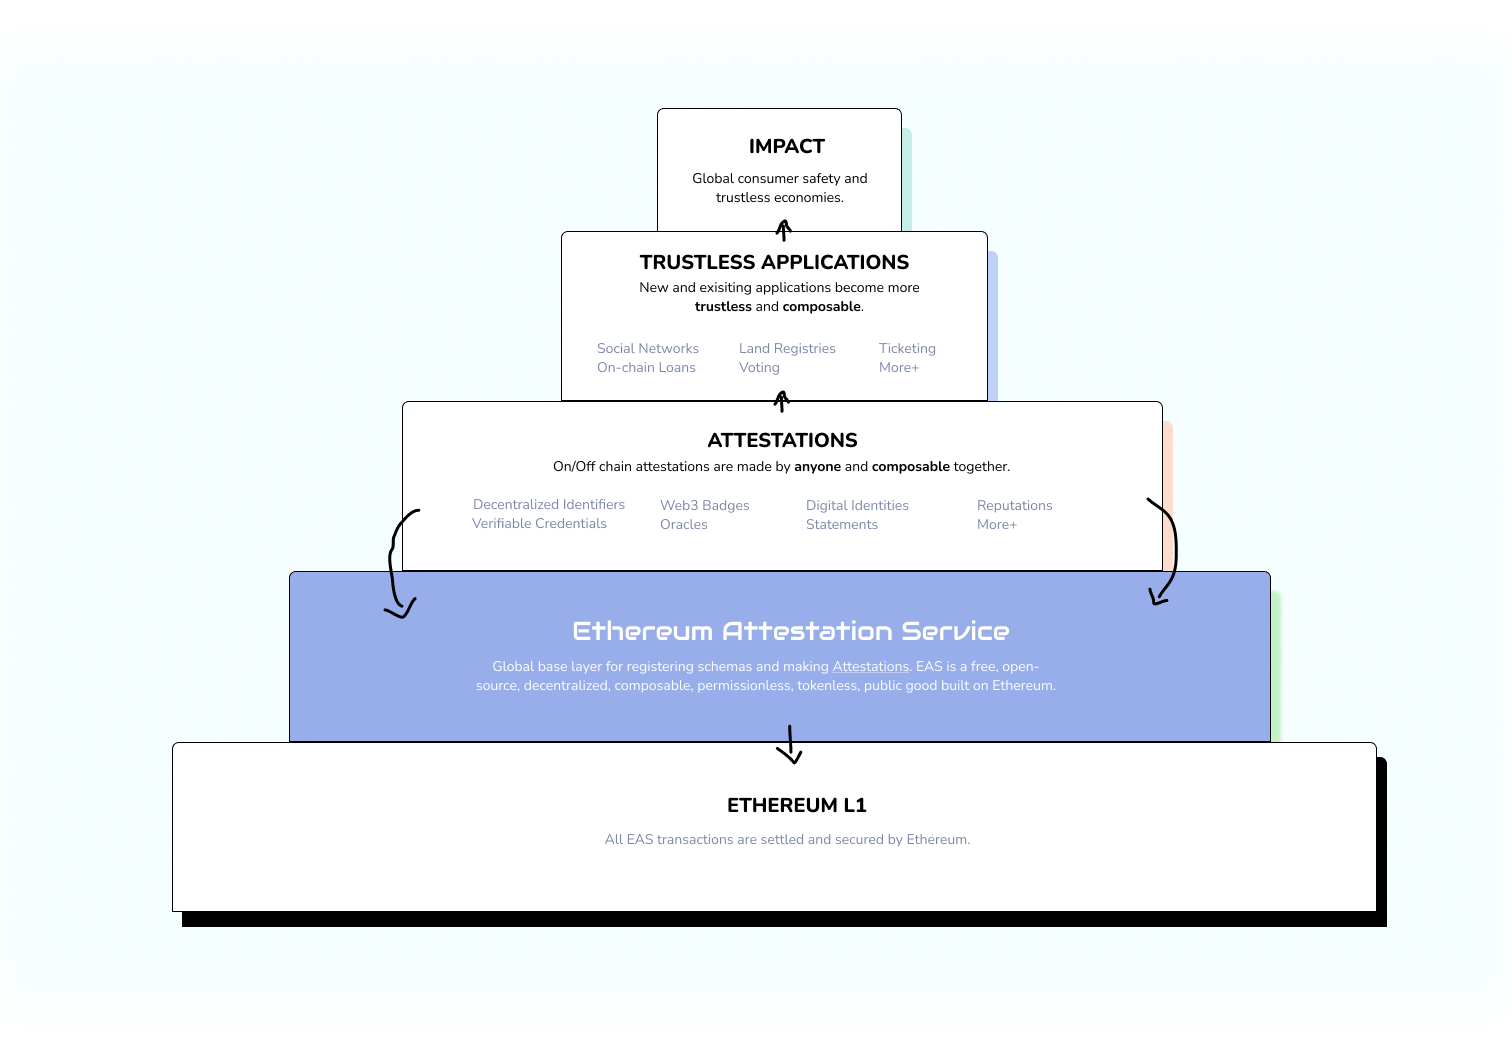 IMPACT
Global consumer safety and
trustless economies.
TRUSTLESS APPLICATIONS
New and exisiting applications become more
trustless and composable.
Social Networks
On-chain Loans
Land Registries
Voting
Ticketing
More+
ATTESTATIONS
On/Off chain attestations are made by anyone and composable together.
Decentralized Identifiers
Verifiable Credentials
Web3 Badges
Oracles
Digital Identities
Statements
Reputations
More+
Ethereum Attestation Service
Global base layer for registering schemas and making Attestations. EAS is a free, open-
source, decentralized, composable, permissionless, tokenless, public good built on Ethereum.
ETHEREUM L1
All EAS transactions are settled and secured by Ethereum.